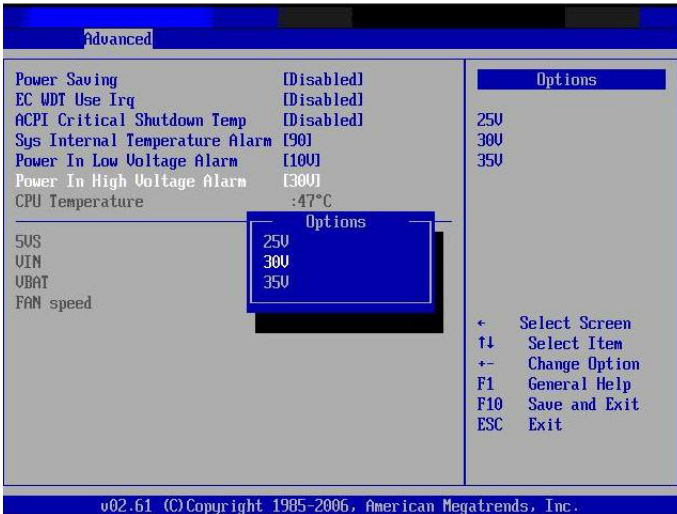 Advanced
Power Saving [Disabled]
EC WDT Use Irq [Disabled]
ACPI Critical Shutdown Temp [Disabled]
Sys Internal Temperature Alarm [90]
Power In Low Voltage Alarm [10V]
Power In High Voltage Alarm [30V]
CPU Temperature :47°C
5VS
VIN
VBAT
FAN speed
Options
25V
30V
35V
Options
25V
30V
35V
← Select Screen
↑↓ Select Item
+- Change Option
F1 General Help
F10 Save and Exit
ESC Exit
v02.61 (C)Copyright 1985-2006, American Megatrends, Inc.